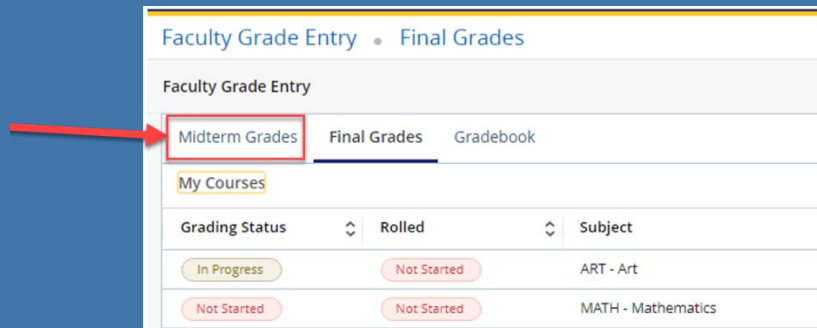 Faculty Grade Entry • Final Grades
Faculty Grade Entry
Midterm Grades Final Grades Gradebook
My Courses
Grading Status Rolled Subject
In Progress Not Started ART - Art
Not Started Not Started MATH - Mathematics